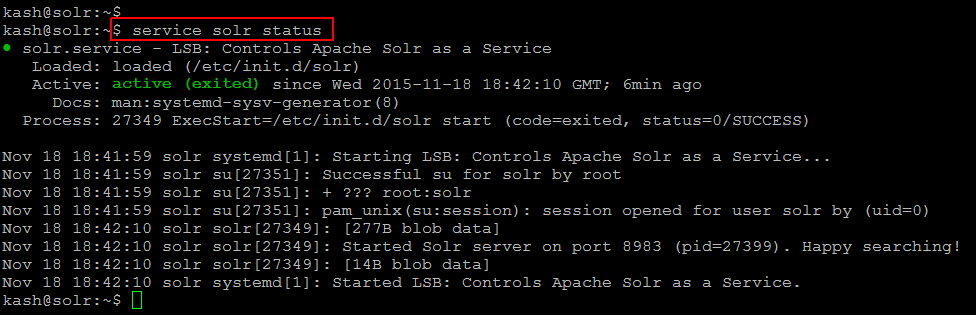 kash@solr:~$
kash@solr:~$ service solr status
● solr.service - LSB: Controls Apache Solr as a Service
   Loaded: loaded (/etc/init.d/solr)
   Active: active (exited) since Wed 2015-11-18 18:42:10 GMT; 6min ago
     Docs: man:systemd-sysv-generator(8)
  Process: 27349 ExecStart=/etc/init.d/solr start (code=exited, status=0/SUCCESS)

Nov 18 18:41:59 solr systemd[1]: Starting LSB: Controls Apache Solr as a Service...
Nov 18 18:41:59 solr su[27351]: Successful su for solr by root
Nov 18 18:41:59 solr su[27351]: + ??? root:solr
Nov 18 18:41:59 solr su[27351]: pam_unix(su:session): session opened for user solr by (uid=0)
Nov 18 18:42:10 solr solr[27349]: [277B blob data]
Nov 18 18:42:10 solr solr[27349]: Started Solr server on port 8983 (pid=27399). Happy searching!
Nov 18 18:42:10 solr solr[27349]: [14B blob data]
Nov 18 18:42:10 solr systemd[1]: Started LSB: Controls Apache Solr as a Service.
kash@solr:~$